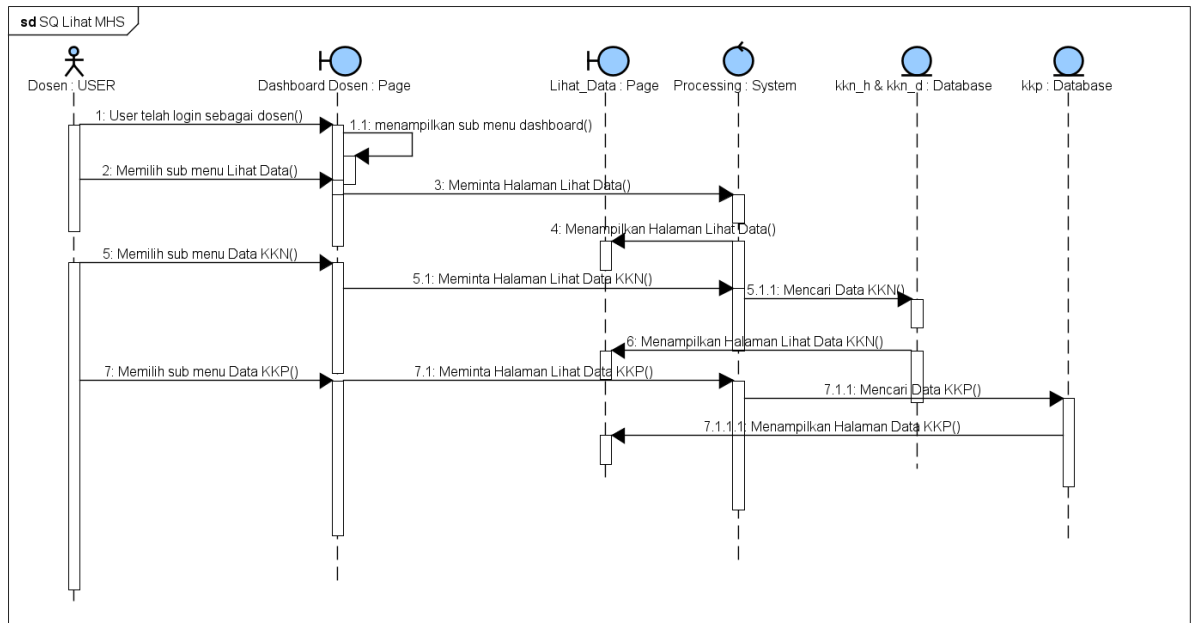 sd SQ Lihat MHS
Dosen : USER
Dashboard Dosen : Page
Lihat_Data : Page
Processing : System
kkn_h & kkn_d : Database
kkp : Database
1: User telah login sebagai dosen()
1.1: menampilkan sub menu dashboard()
2: Memilih sub menu Lihat Data()
3: Meminta Halaman Lihat Data()
4: Menampilkan Halaman Lihat Data()
5: Memilih sub menu Data KKN()
5.1: Meminta Halaman Lihat Data KKN()
5.1.1: Mencari Data KKN()
6: Menampilkan Halaman Lihat Data KKN()
7: Memilih sub menu Data KKP()
7.1: Meminta Halaman Lihat Data KKP()
7.1.1: Mencari Data KKP()
7.1.1.1: Menampilkan Halaman Data KKP()